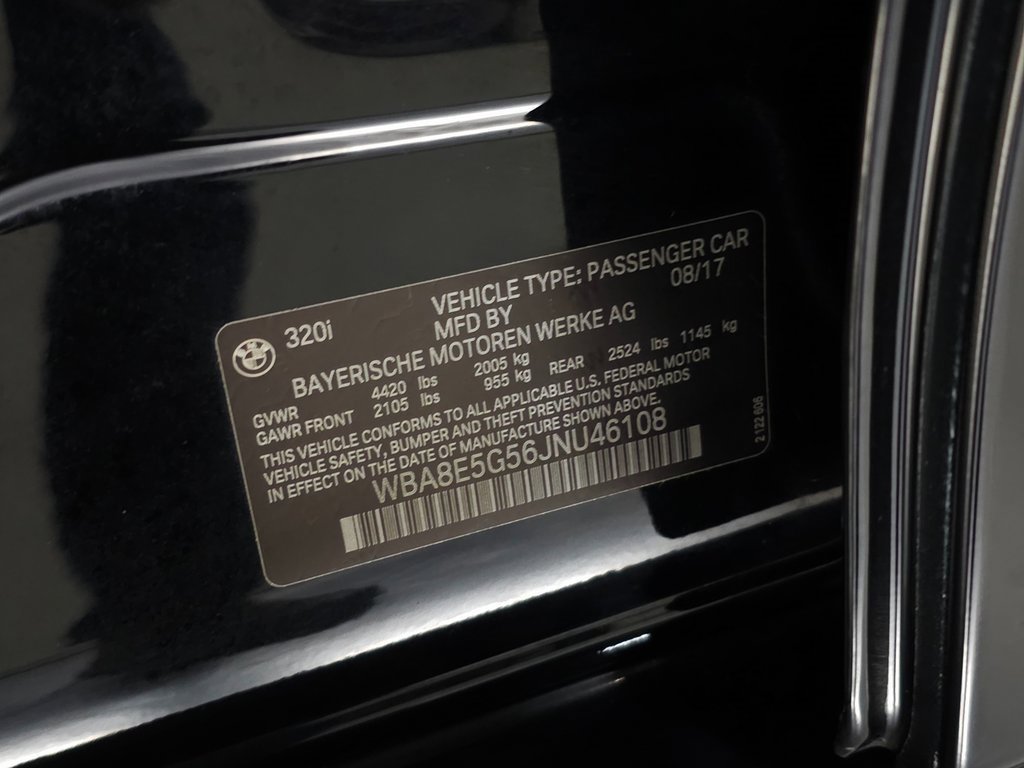 320i
VEHICLE TYPE: PASSENGER CAR
MFD BY 08/17
BAYERISCHE MOTOREN WERKE AG
GVWR 4420 lbs 2005 kg
GAWR FRONT 2105 lbs 955 kg REAR 2524 lbs 1145 kg
THIS VEHICLE CONFORMS TO ALL APPLICABLE U.S. FEDERAL MOTOR
VEHICLE SAFETY, BUMPER AND THEFT PREVENTION STANDARDS
IN EFFECT ON THE DATE OF MANUFACTURE SHOWN ABOVE.
WBA8E5G56JNU46108
2 122 606